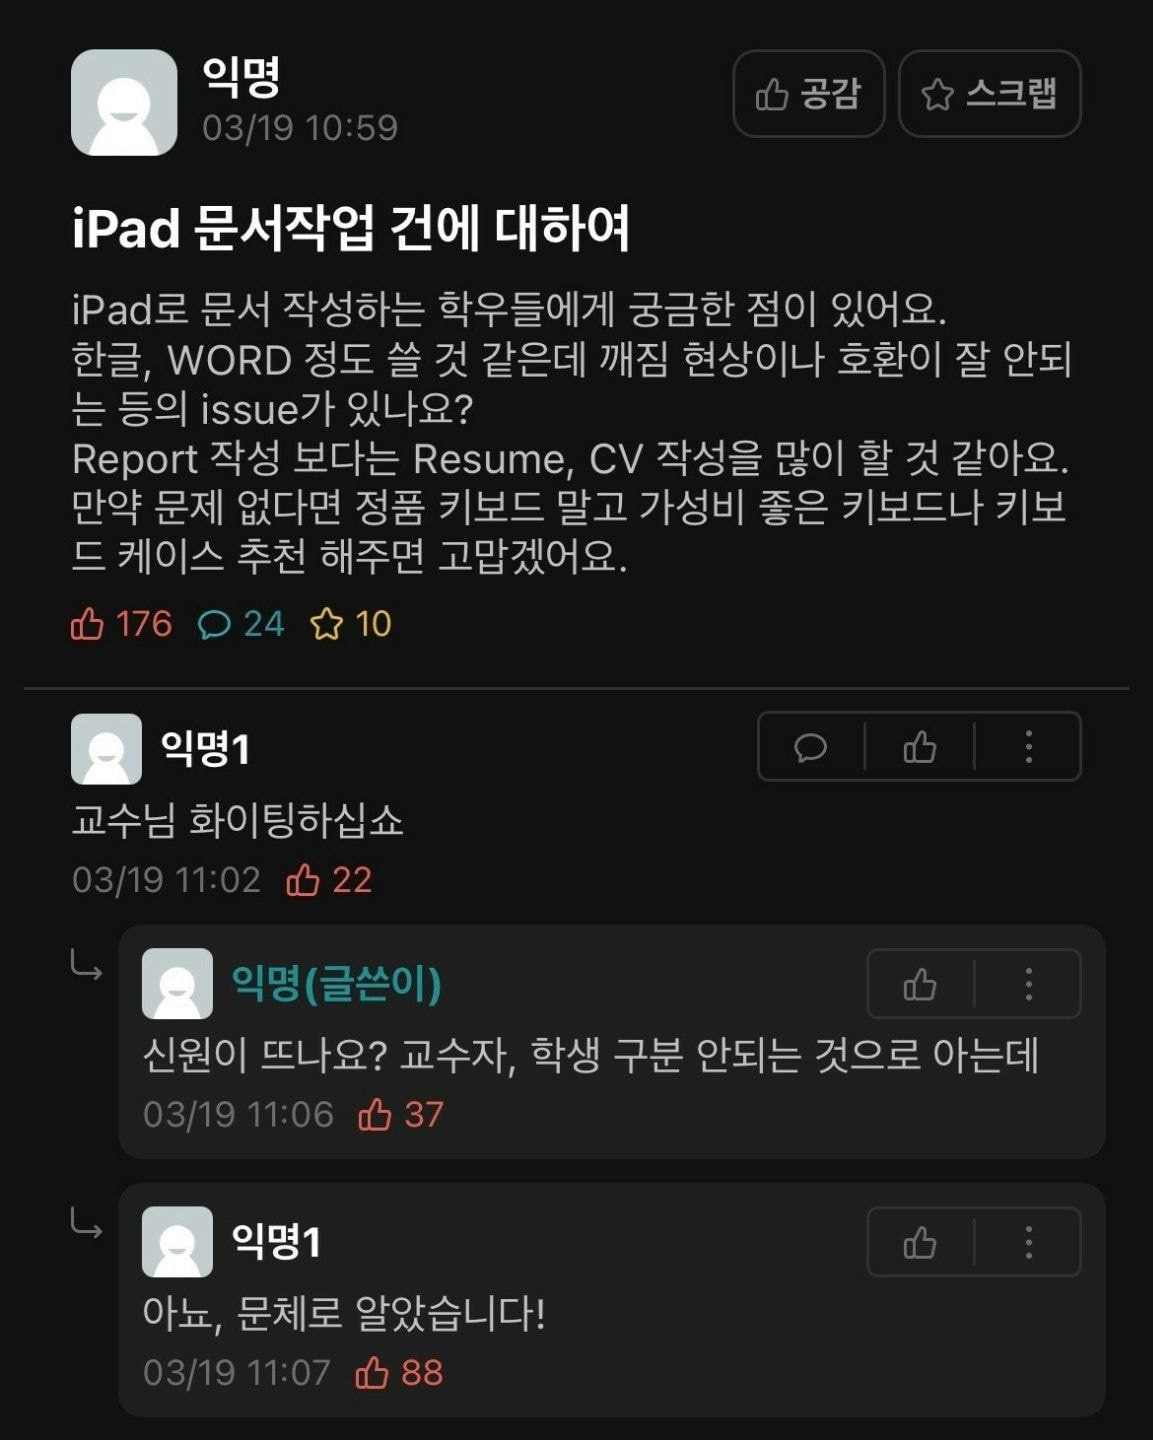 익명
03/19 10:59
공감
스크랩
iPad 문서작업 건에 대하여
iPad로 문서 작성하는 학우들에게 궁금한 점이 있어요.
한글, WORD 정도 쓸 것 같은데 깨짐 현상이나 호환이 잘 안되
는 등의 issue가 있나요?
Report 작성 보다는 Resume, CV 작성을 많이 할 것 같아요.
만약 문제 없다면 정품 키보드 말고 가성비 좋은 키보드나 키보
드 케이스 추천 해주면 고맙겠어요.
176 24 10
익명1
교수님 화이팅하십쇼
03/19 11:02 22
익명(글쓴이)
신원이 뜨나요? 교수자, 학생 구분 안되는 것으로 아는데
03/19 11:06 37
익명1
아뇨, 문체로 알았습니다!
03/19 11:07 88